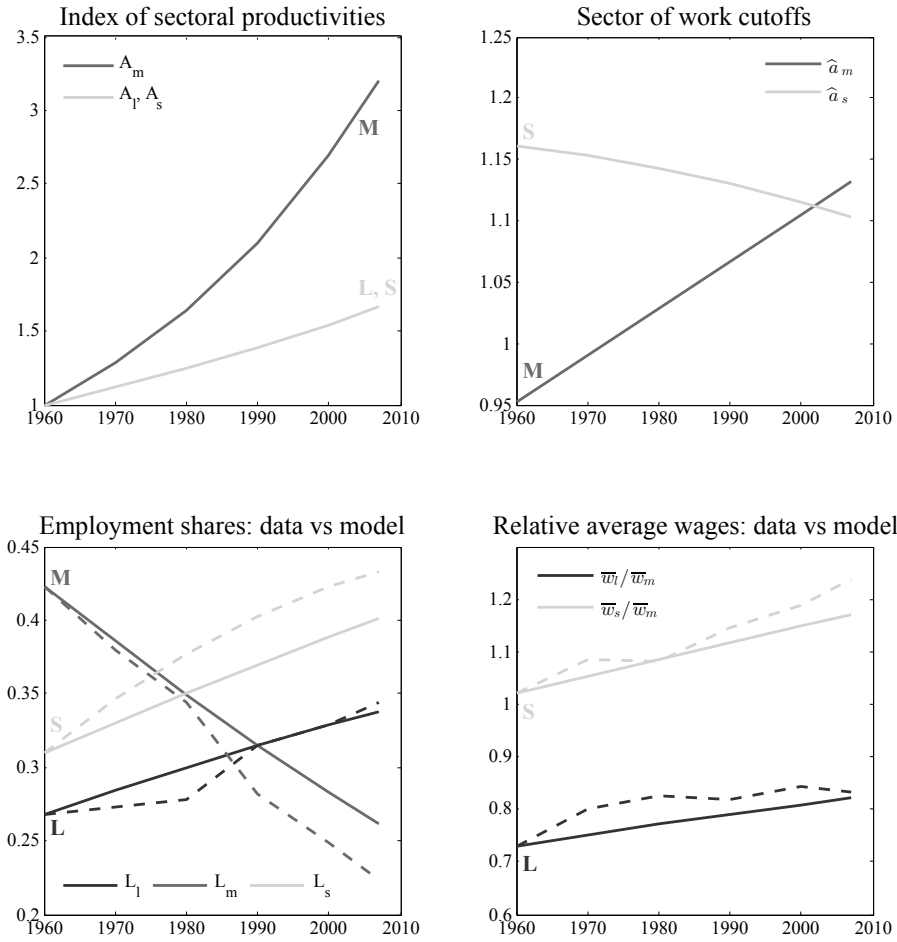 Index of sectoral productivities
3.5
3
2.5
2
1.5
1
A_m
A_l, A_s
M
L, S
1960 1970 1980 1990 2000 2010
Sector of work cutoffs
1.25
1.2
1.15
1.1
1.05
1
0.95
â_m
â_s
S
M
1960 1970 1980 1990 2000 2010
Employment shares: data vs model
0.45
0.4
0.35
0.3
0.25
0.2
M
S
L
L_l L_m L_s
1960 1970 1980 1990 2000 2010
Relative average wages: data vs model
1.2
1.1
1
0.9
0.8
0.7
0.6
w̅_l/w̅_m
w̅_s/w̅_m
S
L
1960 1970 1980 1990 2000 2010